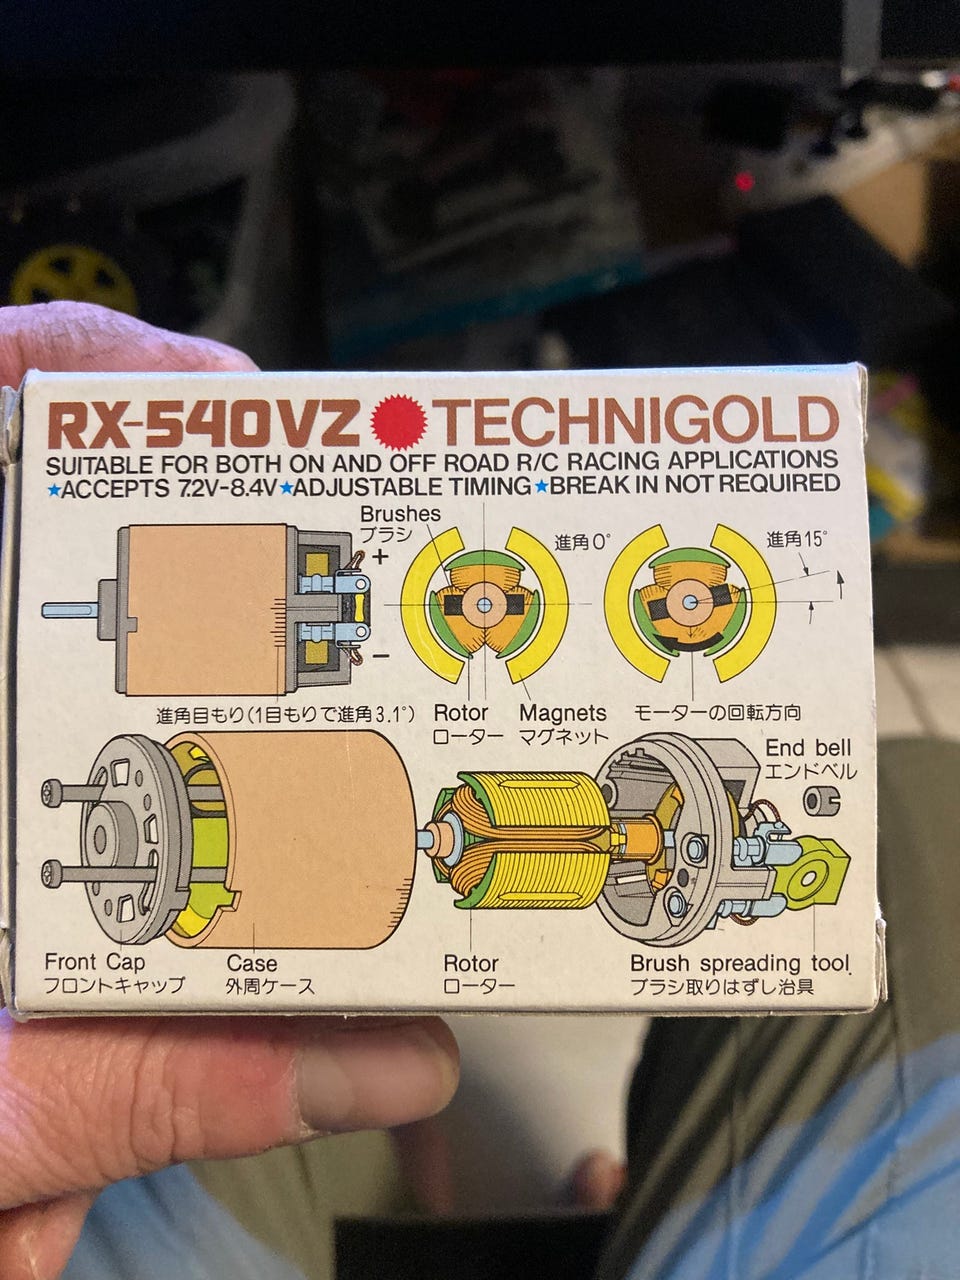 RX-540VZ TECHNIGOLD
SUITABLE FOR BOTH ON AND OFF ROAD R/C RACING APPLICATIONS
★ACCEPTS 7.2V-8.4V★ADJUSTABLE TIMING★BREAK IN NOT REQUIRED
Brushes
ブラシ
+
進角0°
進角15°
−
進角目もり(1目もりで進角3.1°)
Rotor
ローター
Magnets
マグネット
モーターの回転方向
End bell
エンドベル
Front Cap
フロントキャップ
Case
外周ケース
Rotor
ローター
Brush spreading tool
ブラシ取りはずし治具